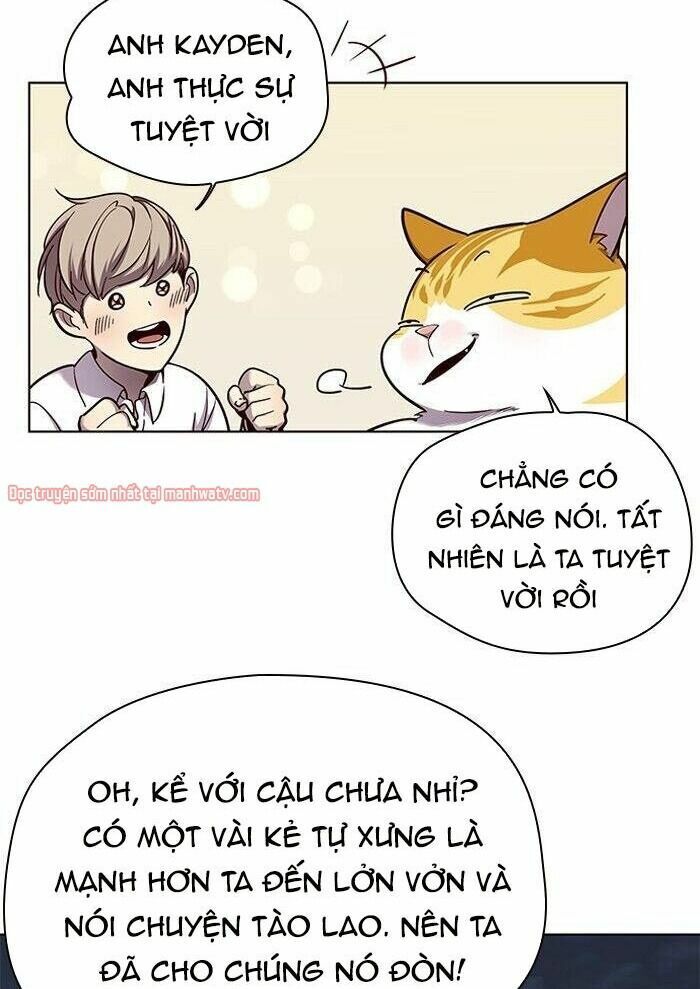 ANH KAYDEN,
ANH THỰC SỰ
TUYỆT VỜI
Đọc truyện sớm nhất tại manhwatv.com
CHẲNG CÓ
GÌ ĐÁNG NÓI. TẤT
NHIÊN LÀ TA TUYỆT
VỜI RỒI
OH, KỂ VỚI CẬU CHƯA NHỈ?
CÓ MỘT VÀI KẺ TỰ XƯNG LÀ
MẠNH HƠN TA ĐẾN LỞN VỞN VÀ
NÓI CHUYỆN TÀO LAO. NÊN TA
ĐÃ CHO CHÚNG NÓ ĐÒN!